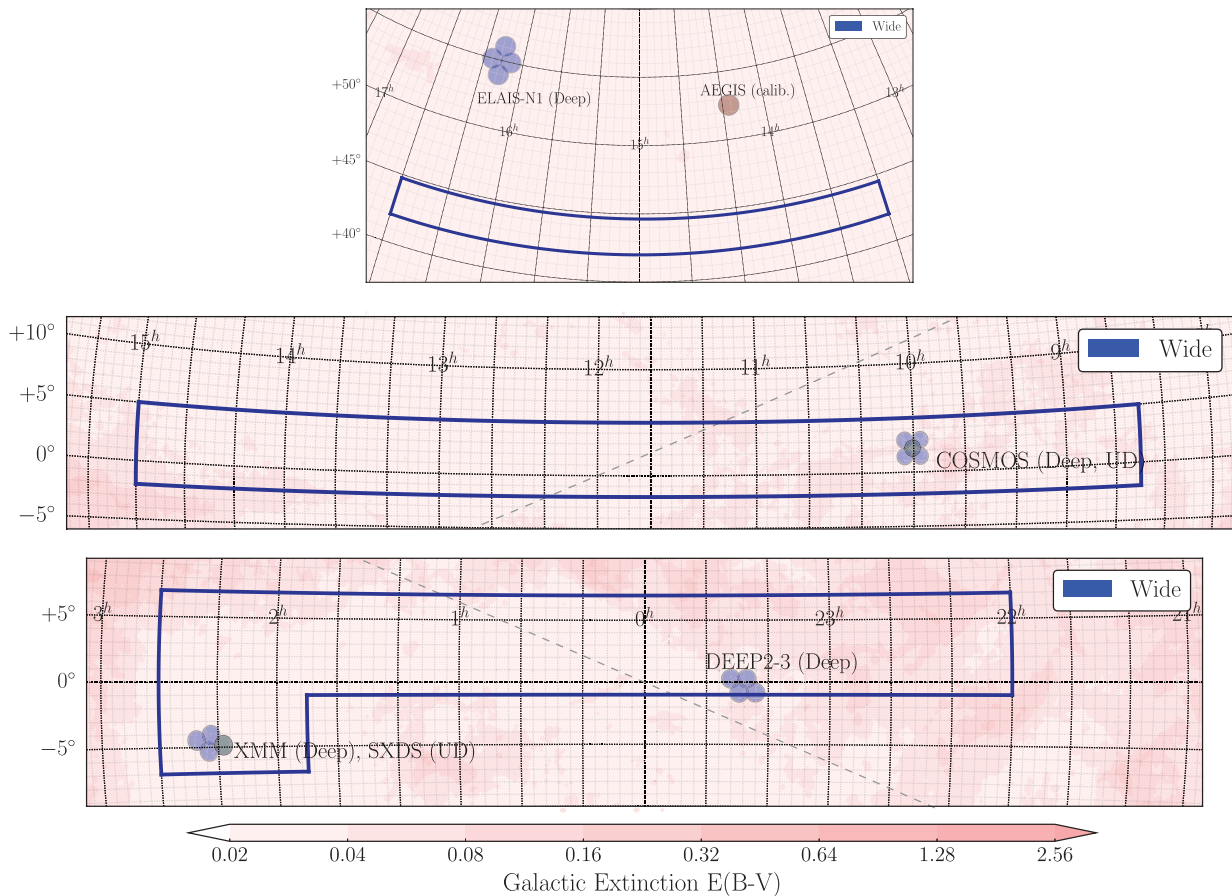 Wide
+50°
17ʰ
13ʰ
ELAIS-N1 (Deep)
AEGIS (calib.)
16ʰ
14ʰ
15ʰ
+45°
+40°
+10°
15ʰ
14ʰ
13ʰ
12ʰ
11ʰ
10ʰ
9ʰ
Wide
+5°
0°
COSMOS (Deep, UD)
−5°
Wide
+5°
3ʰ
2ʰ
1ʰ
0ʰ
23ʰ
22ʰ
21ʰ
DEEP2-3 (Deep)
0°
−5°
XMM (Deep), SXDS (UD)
0.02 0.04 0.08 0.16 0.32 0.64 1.28 2.56
Galactic Extinction E(B-V)